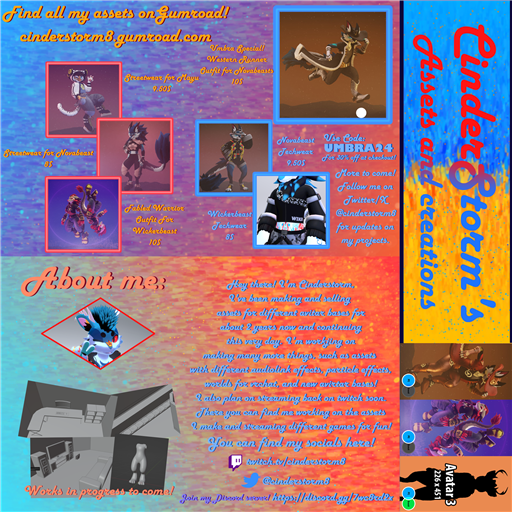 Find all my assets on Gumroad!
cinderstorm8.gumroad.com
Umbra Special!
Western Runner
Outfit for Novabeasts
10$
Streetwear for Mayu
9.50$
Streetwear for Novabeast
Fabled Warrior
Outfit For
Wickerbeast
10$
Novabeast
Techwear
9.50$
Wickerbeast
Techwear
8$
Use Code:
UMBRA24
For 50% off at checkout!
More to come!
Follow me on
Twitter/X
@cinderstorm8
for updates on
my projects.
CinderStorm's
Assets and creations
About me:
Hey there! I'm Cinderstorm.
I've been making and selling
assets for different avitar bases for
about 2 years now and continuing
this very day. I'm workjing on
making many more things, such as assets
with different audiolink effects, particle effects,
worlds for vrchat, and new avitar bases!
I also plan on streaming back on twitch soon.
There you can find me working on the assets
I make and streaming different games for fun!
You can find my socials here!
twitch.tv/cinderstorm8
@cinderstorm8
Join my Discord server! https://discord.gg/
Works in progress to come!
Avatar 3
226 x 451